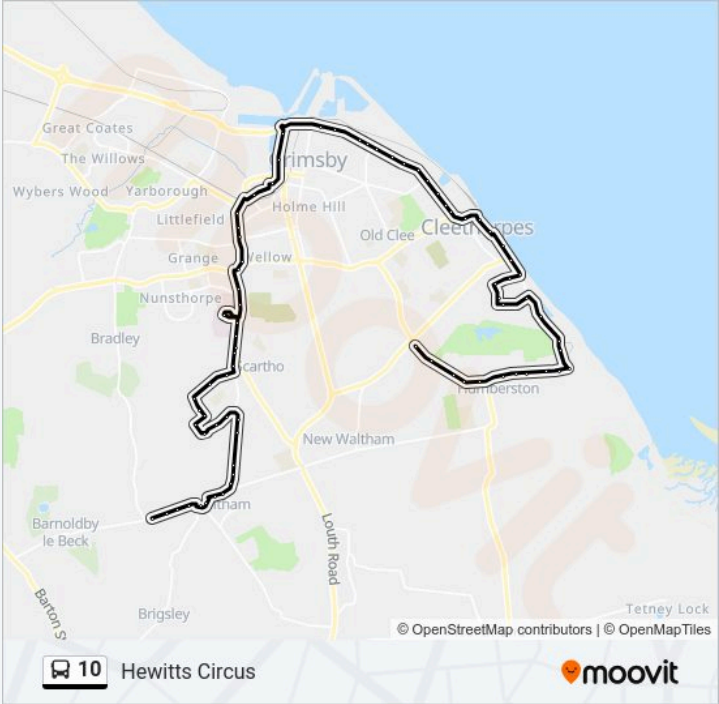 Great Coates
The Willows
Wybers Wood
Yarborough
Grimsby
Littlefield
Holme Hill
Old Clee
Cleethorpes
Grange
Wellow
Nunsthorpe
Bradley
Scartho
Humberston
New Waltham
Waltham
Barnoldby
le Beck
Louth Road
Barton S
Brigsley
Tetney Lock
© OpenStreetMap contributors | © OpenMapTiles
10 Hewitts Circus
moovit